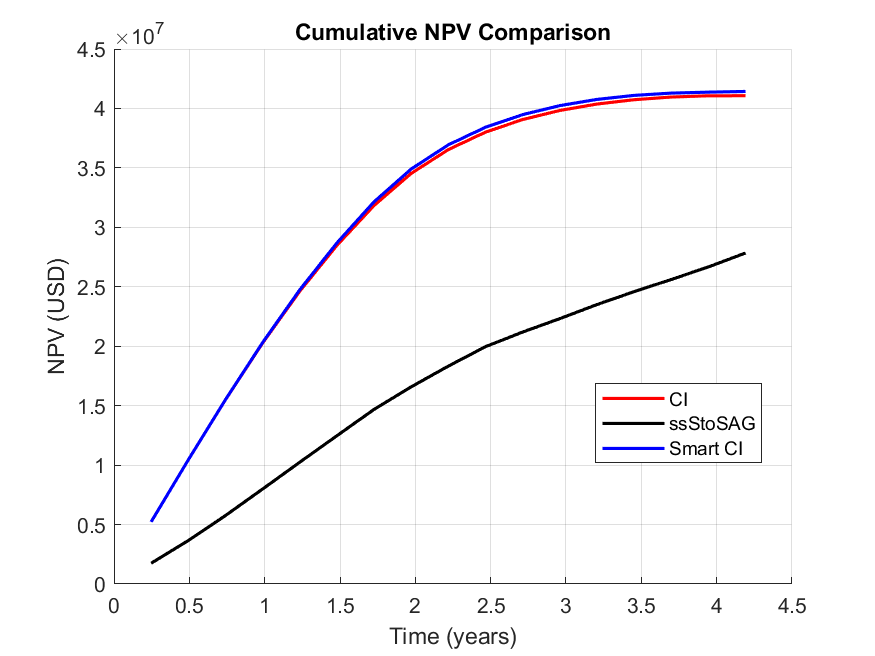 Cumulative NPV Comparison
×10⁷
4.5
4
3.5
3
2.5
2
1.5
1
0.5
0
NPV (USD)
CI
ssStoSAG
Smart CI
0 0.5 1 1.5 2 2.5 3 3.5 4 4.5
Time (years)